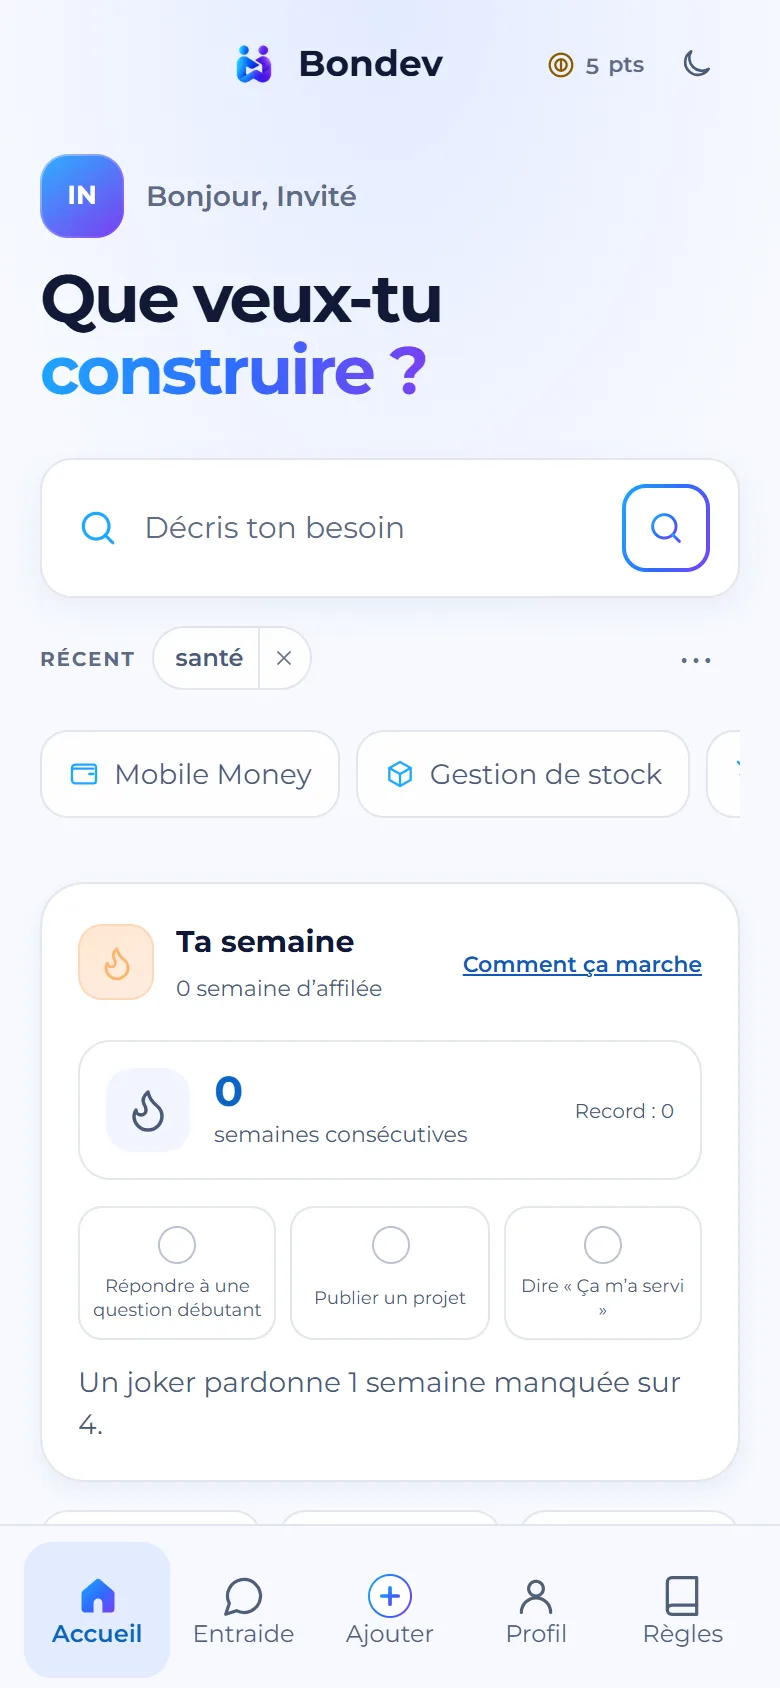 Bondev
5 pts
IN
Bonjour, Invité
Que veux-tu
construire ?
Décris ton besoin
RÉCENT
santé
Mobile Money
Gestion de stock
Ta semaine
0 semaine d’affilée
Comment ça marche
0
semaines consécutives
Record : 0
Répondre à une
question débutant
Publier un projet
Dire « Ça m’a servi
»
Un joker pardonne 1 semaine manquée sur
4.
Accueil
Entraide
Ajouter
Profil
Règles